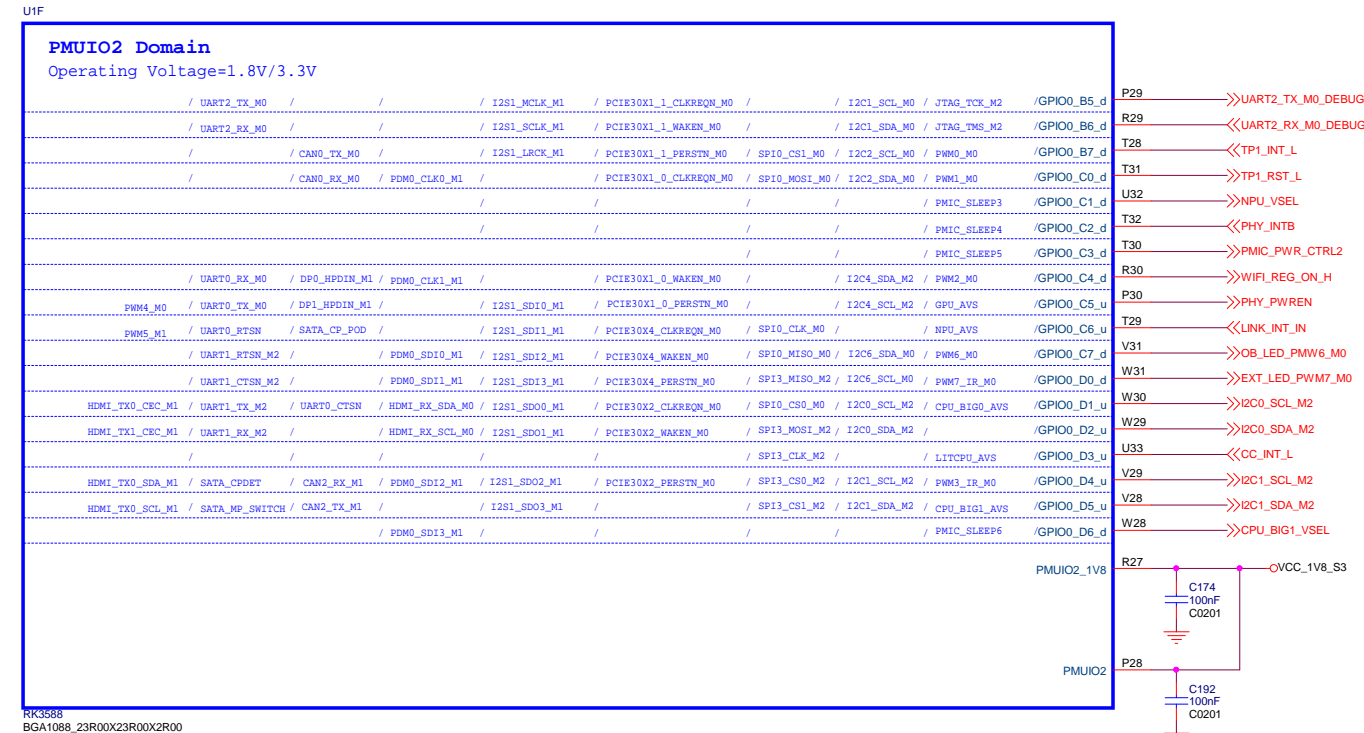 U1F
PMUIO2 Domain
Operating Voltage=1.8V/3.3V
/ UART2_TX_M0 / / / I2S1_MCLK_M1 / PCIE30X1_1_CLKREQN_M0 / / I2C1_SCL_M0 / JTAG_TCK_M2 /GPIO0_B5_d P29 UART2_TX_M0_DEBUG
/ UART2_RX_M0 / / / I2S1_SCLK_M1 / PCIE30X1_1_WAKEN_M0 / / I2C1_SDA_M0 / JTAG_TMS_M2 /GPIO0_B6_d R29 UART2_RX_M0_DEBUG
/ / CAN0_TX_M0 / / I2S1_LRCK_M1 / PCIE30X1_1_PERSTN_M0 / SPI0_CS1_M0 / I2C2_SCL_M0 / PWM0_M0 /GPIO0_B7_d T28 TP1_INT_L
/ / CAN0_RX_M0 / PDM0_CLK0_M1 / / PCIE30X1_0_CLKREQN_M0 / SPI0_MOSI_M0 / I2C2_SDA_M0 / PWM1_M0 /GPIO0_C0_d T31 TP1_RST_L
/ / / / / PMIC_SLEEP3 /GPIO0_C1_d U32 NPU_VSEL
/ / / / / PMIC_SLEEP4 /GPIO0_C2_d T32 PHY_INTB
/ / / PMIC_SLEEP5 /GPIO0_C3_d T30 PMIC_PWR_CTRL2
/ UART0_RX_M0 / DP0_HPDIN_M1 / PDM0_CLK1_M1 / / PCIE30X1_0_WAKEN_M0 / / I2C4_SDA_M2 / PWM2_M0 /GPIO0_C4_d R30 WIFI_REG_ON_H
PWM4_M0 / UART0_TX_M0 / DP1_HPDIN_M1 / / I2S1_SDI0_M1 / PCIE30X1_0_PERSTN_M0 / / I2C4_SCL_M2 / GPU_AVS /GPIO0_C5_u P30 PHY_PWREN
PWM5_M1 / UART0_RTSN / SATA_CP_POD / / I2S1_SDI1_M1 / PCIE30X4_CLKREQN_M0 / SPI0_CLK_M0 / / NPU_AVS /GPIO0_C6_u T29 LINK_INT_IN
/ UART1_RTSN_M2 / / PDM0_SDI0_M1 / I2S1_SDI2_M1 / PCIE30X4_WAKEN_M0 / SPI0_MISO_M0 / I2C6_SDA_M0 / PWM6_M0 /GPIO0_C7_d V31 OB_LED_PMW6_M0
/ UART1_CTSN_M2 / / PDM0_SDI1_M1 / I2S1_SDI3_M1 / PCIE30X4_PERSTN_M0 / SPI3_MISO_M2 / I2C6_SCL_M0 / PWM7_IR_M0 /GPIO0_D0_d W31 EXT_LED_PWM7_M0
HDMI_TX0_CEC_M1 / UART1_TX_M2 / UART0_CTSN / HDMI_RX_SDA_M0 / I2S1_SDO0_M1 / PCIE30X2_CLKREQN_M0 / SPI0_CS0_M0 / I2C0_SCL_M2 / CPU_BIG0_AVS /GPIO0_D1_u W30 I2C0_SCL_M2
HDMI_TX1_CEC_M1 / UART1_RX_M2 / / HDMI_RX_SCL_M0 / I2S1_SDO1_M1 / PCIE30X2_WAKEN_M0 / SPI3_MOSI_M2 / I2C0_SDA_M2 / /GPIO0_D2_u W29 I2C0_SDA_M2
/ / / / / / SPI3_CLK_M2 / / LITCPU_AVS /GPIO0_D3_u U33 CC_INT_L
HDMI_TX0_SDA_M1 / SATA_CPDET / CAN2_RX_M1 / PDM0_SDI2_M1 / I2S1_SDO2_M1 / PCIE30X2_PERSTN_M0 / SPI3_CS0_M2 / I2C1_SCL_M2 / PWM3_IR_M0 /GPIO0_D4_u V29 I2C1_SCL_M2
HDMI_TX0_SCL_M1 / SATA_MP_SWITCH / CAN2_TX_M1 / / I2S1_SDO3_M1 / / SPI3_CS1_M2 / I2C1_SDA_M2 / CPU_BIG1_AVS /GPIO0_D5_u V28 I2C1_SDA_M2
/ PDM0_SDI3_M1 / / / / / PMIC_SLEEP6 /GPIO0_D6_d W28 CPU_BIG1_VSEL
PMUIO2_1V8 R27 VCC_1V8_S3
C174
100nF
C0201
PMUIO2 P28
C192
100nF
C0201
RK3588
BGA1088_23R00X23R00X2R00